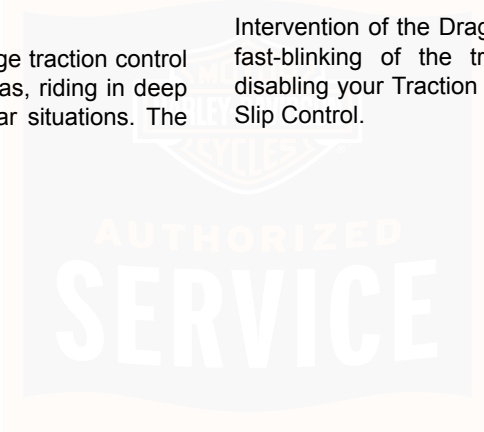 ge traction control
as, riding in deep
ar situations. The
Intervention of the Drag
fast-blinking of the tr
disabling your Traction
Slip Control.
AUTHORIZED
SERVICE